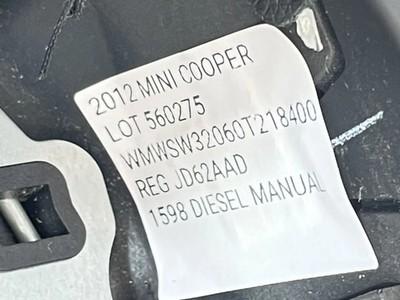 2012 MINI COOPER
LOT 560275
WMWSW32060T218400
REG JD62AAD
1598 DIESEL MANUAL